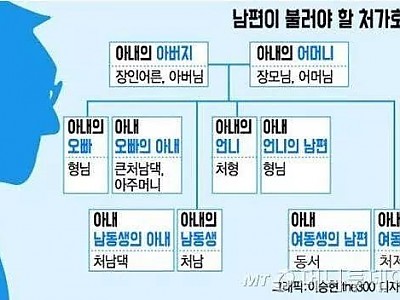 남편이 불러야 할 처가호
아내의 아버지
장인어른, 아버님
아내의 어머니
장모님, 어머님
아내의
오빠
형님
아내
오빠의 아내
큰처남댁,
아주머니
아내의
언니
처형
아내
언니의 남편
형님
아내
남동생의 아내
처남댁
아내의
남동생
처남
아내
여동생의 남편
동서
아내
여동
처제
그래픽:이승현 the300 디자